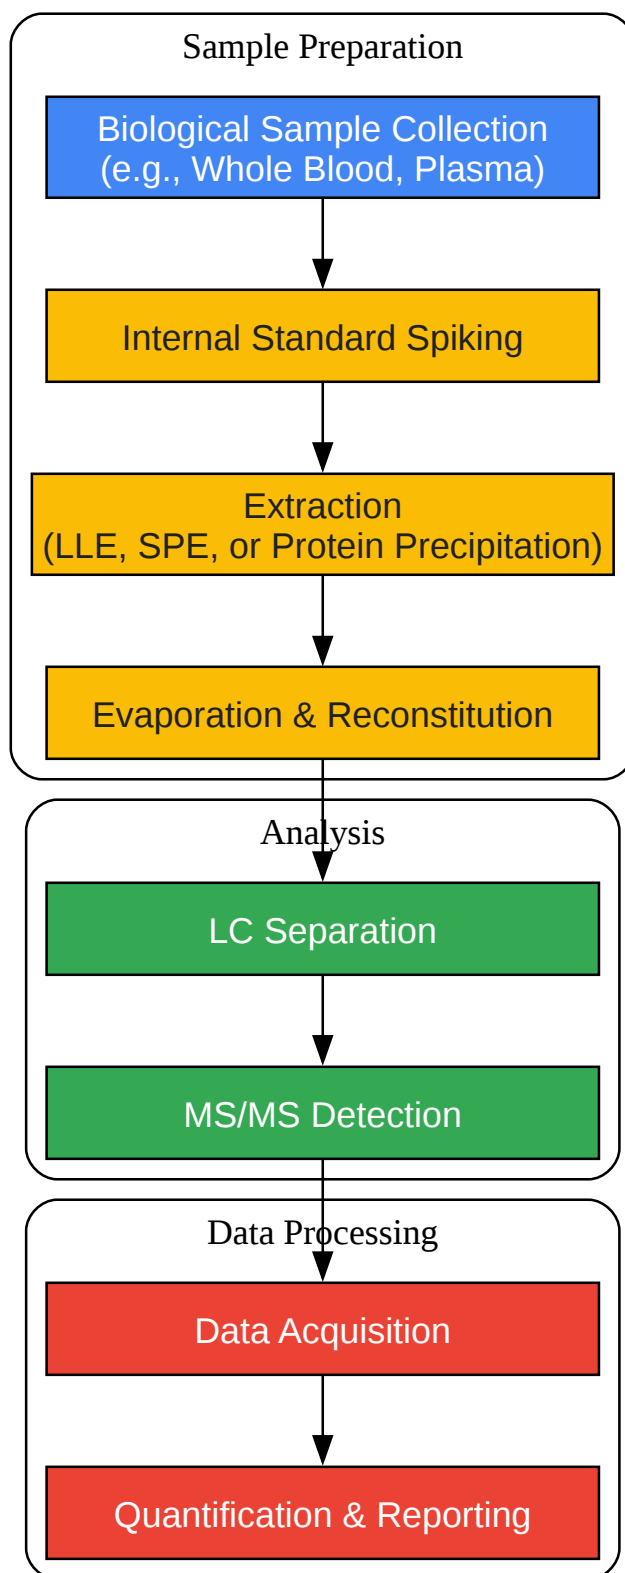 Sample Preparation
Biological Sample Collection
(e.g., Whole Blood, Plasma)
Internal Standard Spiking
Extraction
(LLE, SPE, or Protein Precipitation)
Evaporation & Reconstitution
Analysis
LC Separation
MS/MS Detection
Data Processing
Data Acquisition
Quantification & Reporting